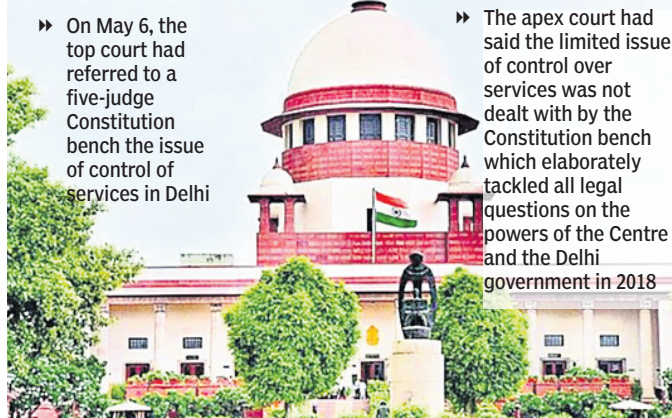 On May 6, the
top court had
referred to a
five-judge
Constitution
bench the issue
of control of
services in Delhi
The apex court had
said the limited issue
of control over
services was not
dealt with by the
Constitution bench
which elaborately
tackled all legal
questions on the
powers of the Centre
and the Delhi
government in 2018